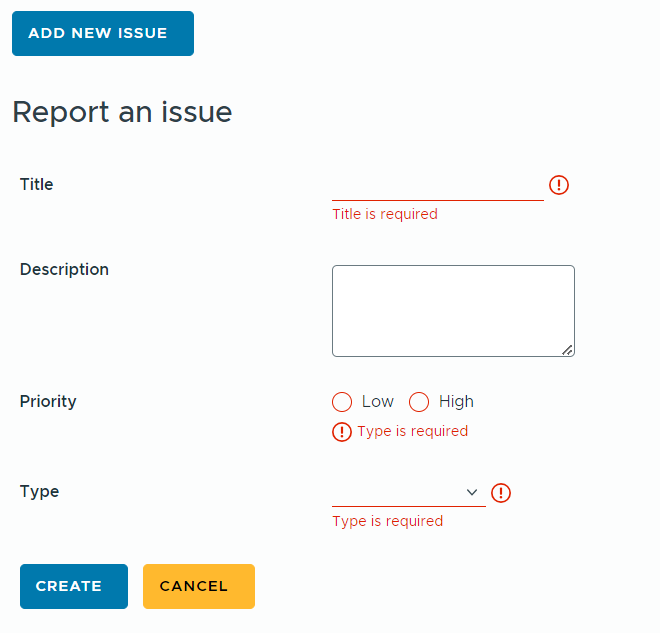 ADD NEW ISSUE
Report an issue
Title
Title is required
Description
Priority
Low High
Type is required
Type
Type is required
CREATE CANCEL